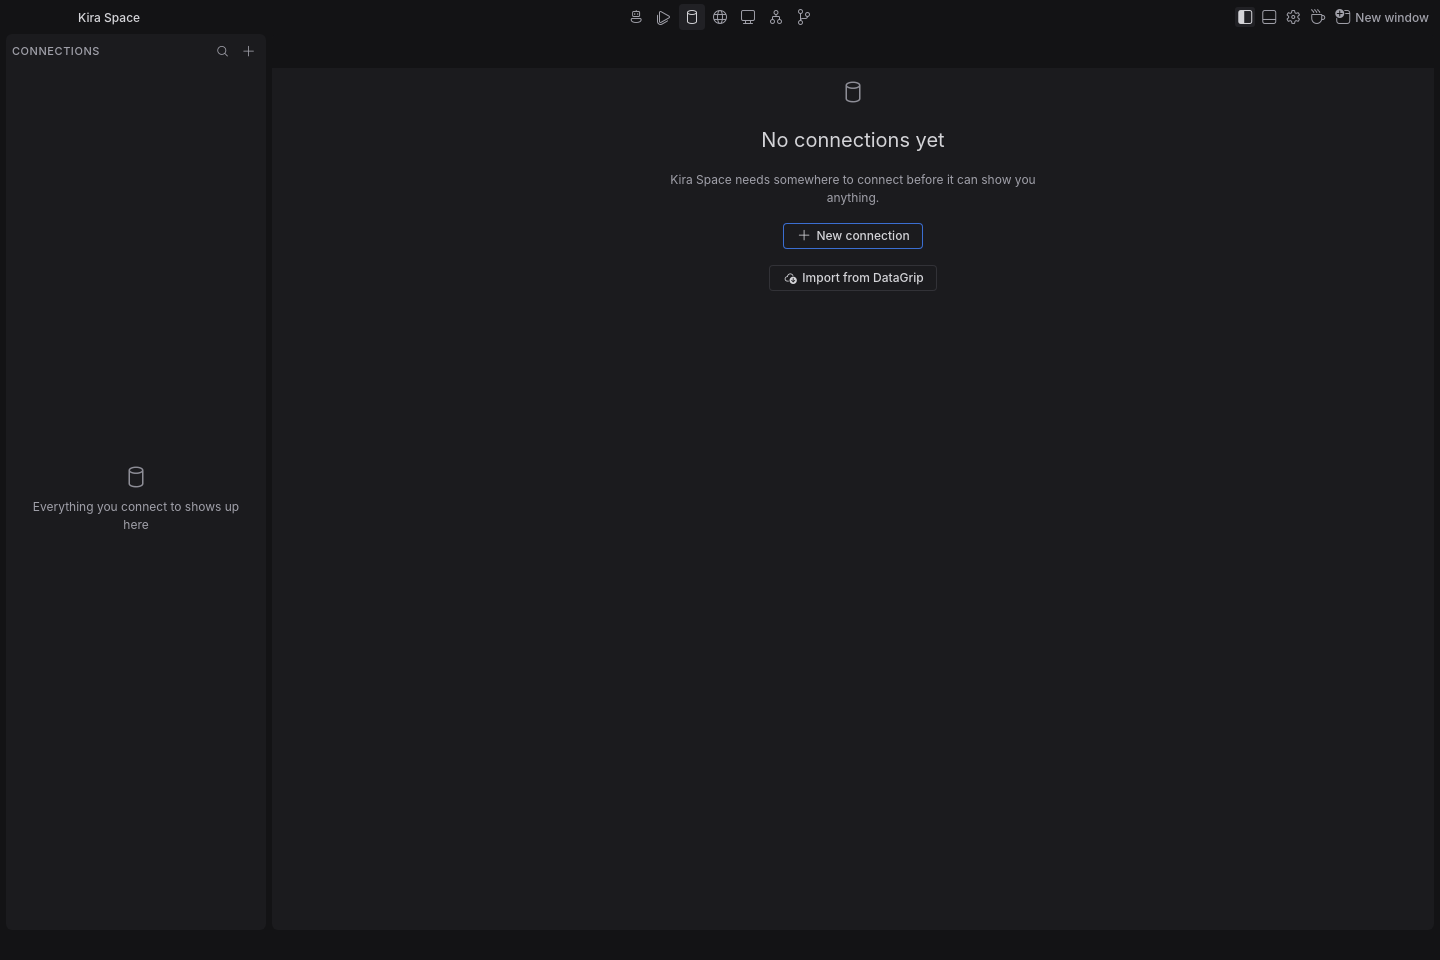 Kira Space
New window
CONNECTIONS
No connections yet
Kira Space needs somewhere to connect before it can show you
anything.
New connection
Import from DataGrip
Everything you connect to shows up
here